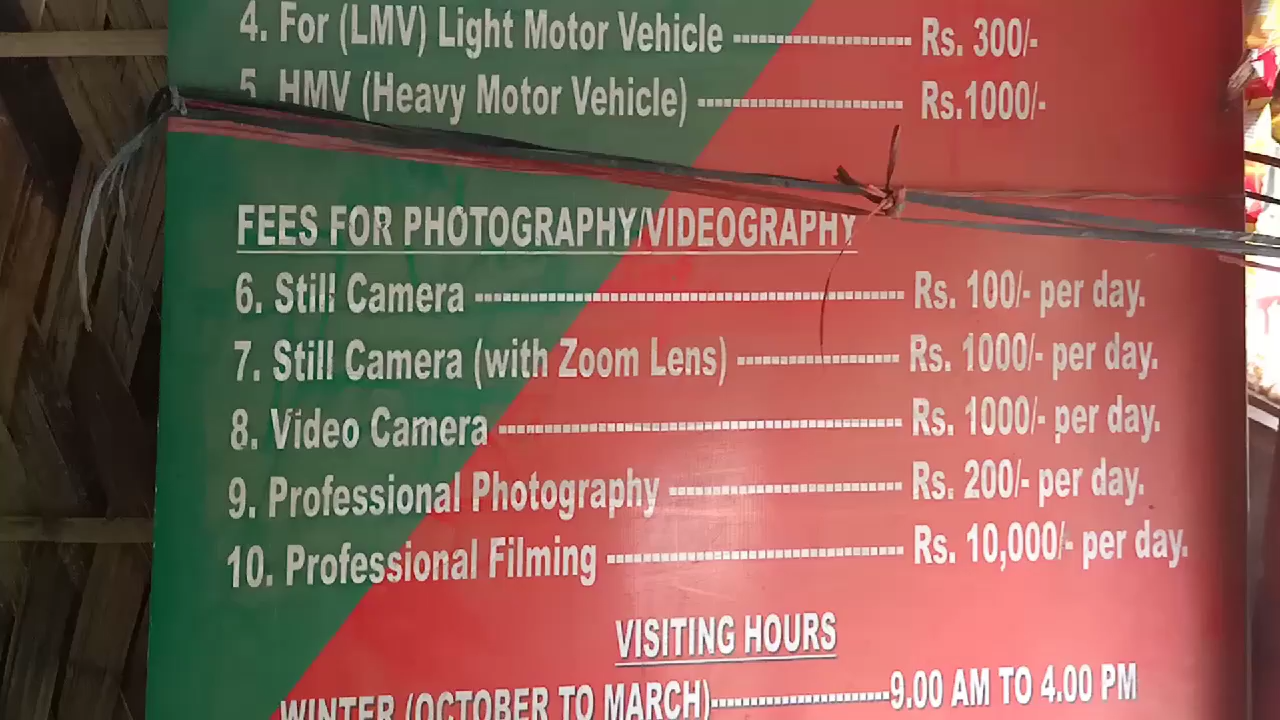 4. For (LMV) Light Motor Vehicle ---------------------- Rs. 300/-
5. HMV (Heavy Motor Vehicle) ------------------------- Rs.1000/-
FEES FOR PHOTOGRAPHY/VIDEOGRAPHY
6. Still Camera ---------------------------------------------------- Rs. 100/- per day.
7. Still Camera (with Zoom Lens) -------------------- Rs. 1000/- per day.
8. Video Camera ------------------------------------------------- Rs. 1000/- per day.
9. Professional Photography ---------------------------- Rs. 200/- per day.
10. Professional Filming ------------------------------------ Rs. 10,000/- per day.
VISITING HOURS
WINTER (OCTOBER TO MARCH)----------------------9.00 AM TO 4.00 PM